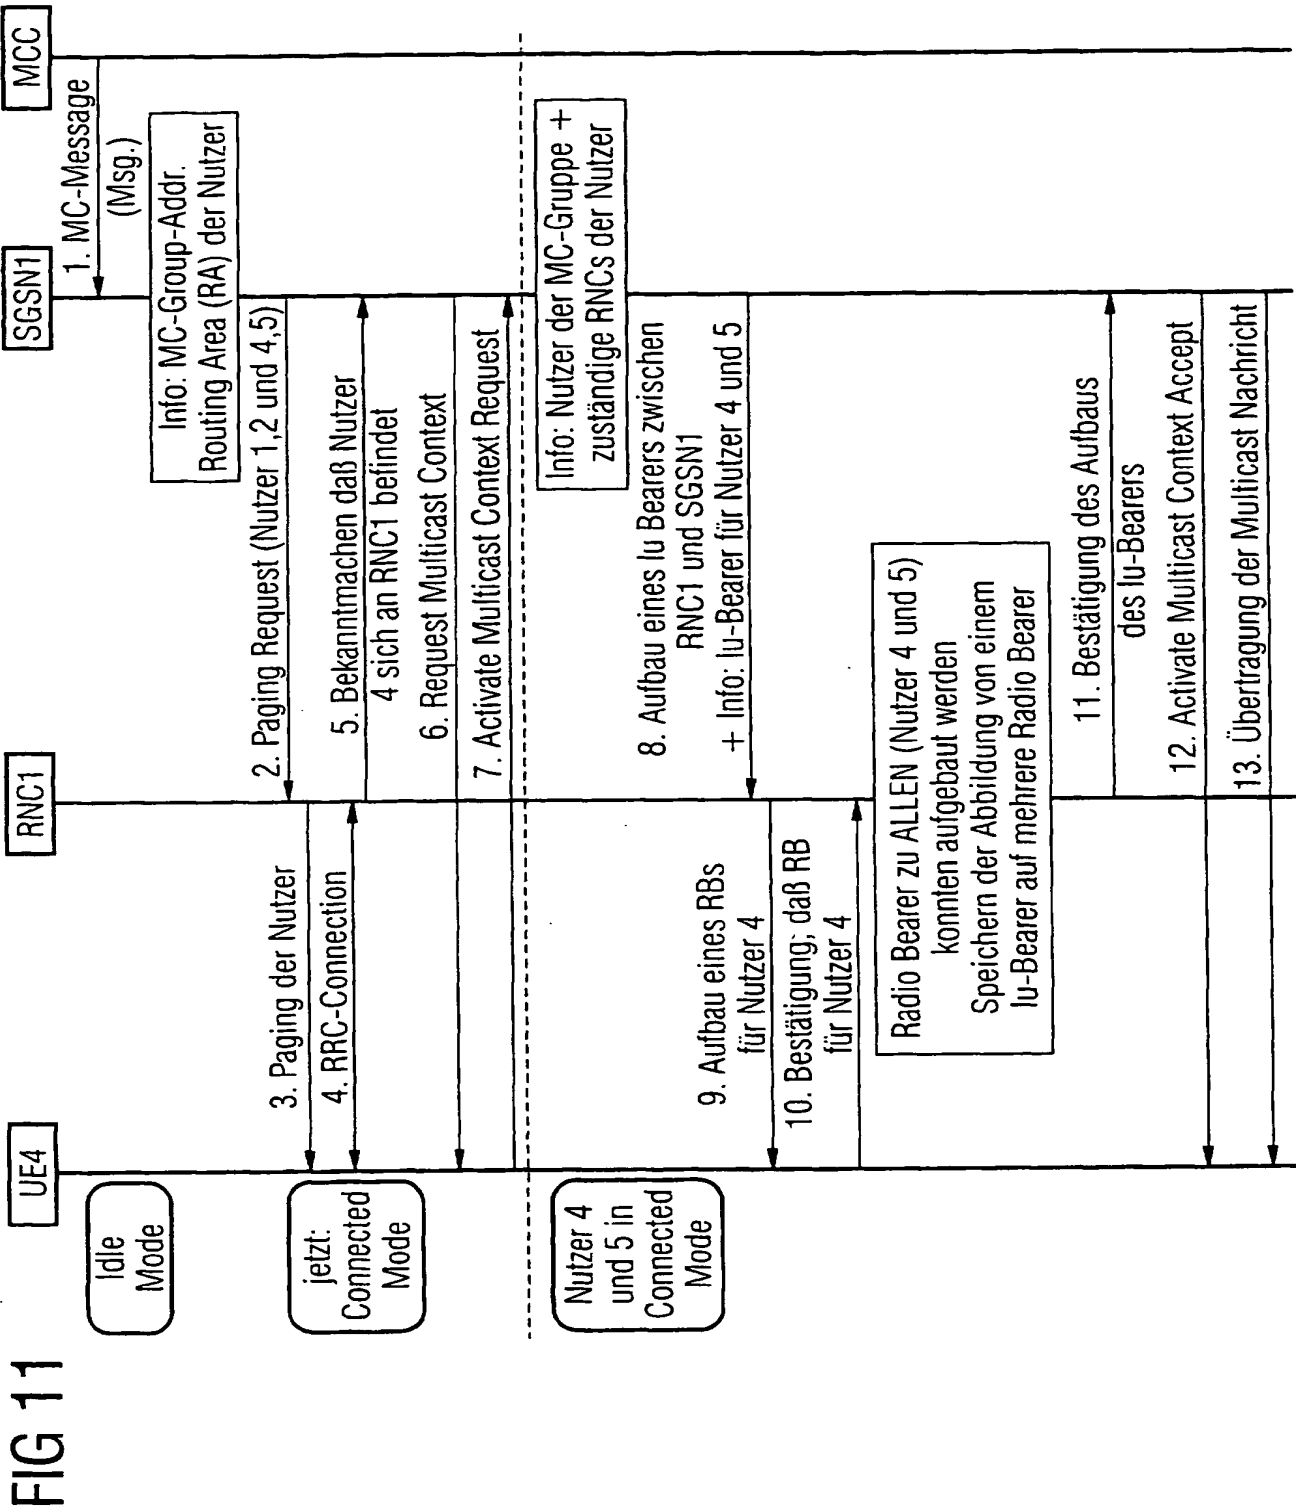 FIG 11
UE4
RNC1
SGSN1
MCC
Idle
Mode
1. MC-Message
(Msg.)
Info: MC-Group-Addr.
Routing Area (RA) der Nutzer
2. Paging Request (Nutzer 1,2 und 4,5)
3. Paging der Nutzer
jetzt:
Connected
Mode
4. RRC-Connection
5. Bekanntmachen daß Nutzer
4 sich an RNC1 befindet
6. Request Multicast Context
7. Activate Multicast Context Request
Nutzer 4
und 5 in
Connected
Mode
Info: Nutzer der MC-Gruppe +
zuständige RNCs der Nutzer
8. Aufbau eines Iu Bearers zwischen
RNC1 und SGSN1
+ Info: Iu-Bearer für Nutzer 4 und 5
9. Aufbau eines RBs
für Nutzer 4
10. Bestätigung; daß RB
für Nutzer 4
Radio Bearer zu ALLEN (Nutzer 4 und 5)
konnten aufgebaut werden
Speichern der Abbildung von einem
Iu-Bearer auf mehrere Radio Bearer
11. Bestätigung des Aufbaus
des Iu-Bearers
12. Activate Multicast Context Accept
13. Übertragung der Multicast Nachricht